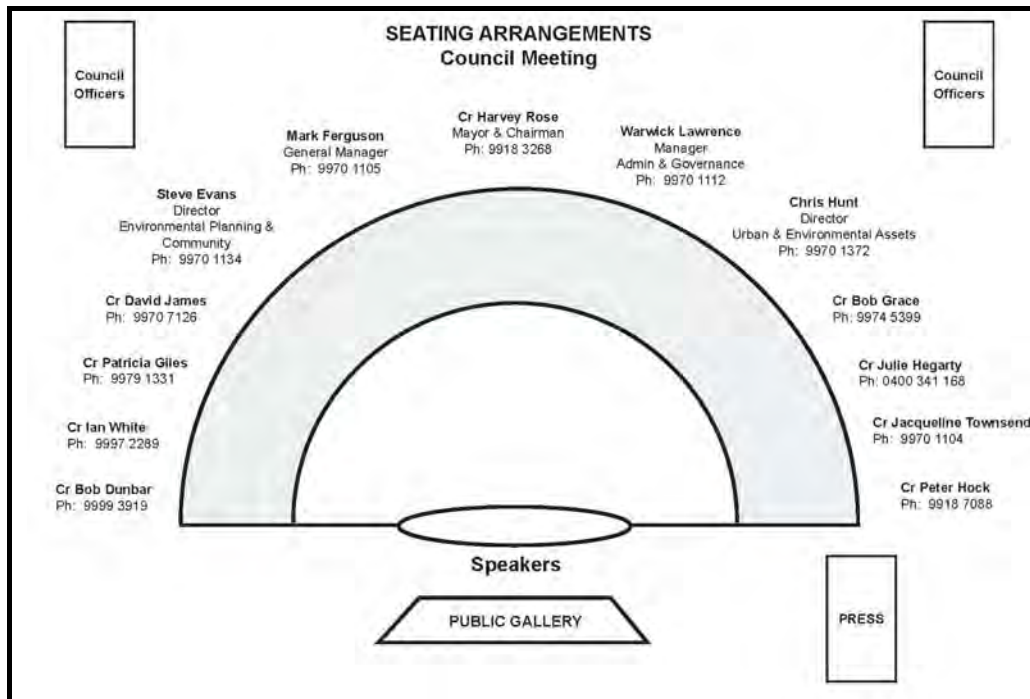 SEATING ARRANGEMENTS
Council Meeting
Council
Officers
Council
Officers
Cr Harvey Rose
Mayor & Chairman
Ph: 9918 3268
Mark Ferguson
General Manager
Ph: 9970 1105
Warwick Lawrence
Manager
Admin & Governance
Ph: 9970 1112
Steve Evans
Director
Environmental Planning &
Community
Ph: 9970 1134
Chris Hunt
Director
Urban & Environmental Assets
Ph: 9970 1372
Cr David James
Ph: 9970 7126
Cr Bob Grace
Ph: 9974 5399
Cr Patricia Giles
Ph: 9979 1331
Cr Julie Hegarty
Ph: 0400 341 168
Cr Ian White
Ph: 9997 2289
Cr Jacqueline Townsend
Ph: 9970 1104
Cr Bob Dunbar
Ph: 9999 3919
Cr Peter Hock
Ph: 9918 7088
Speakers
PUBLIC GALLERY
PRESS